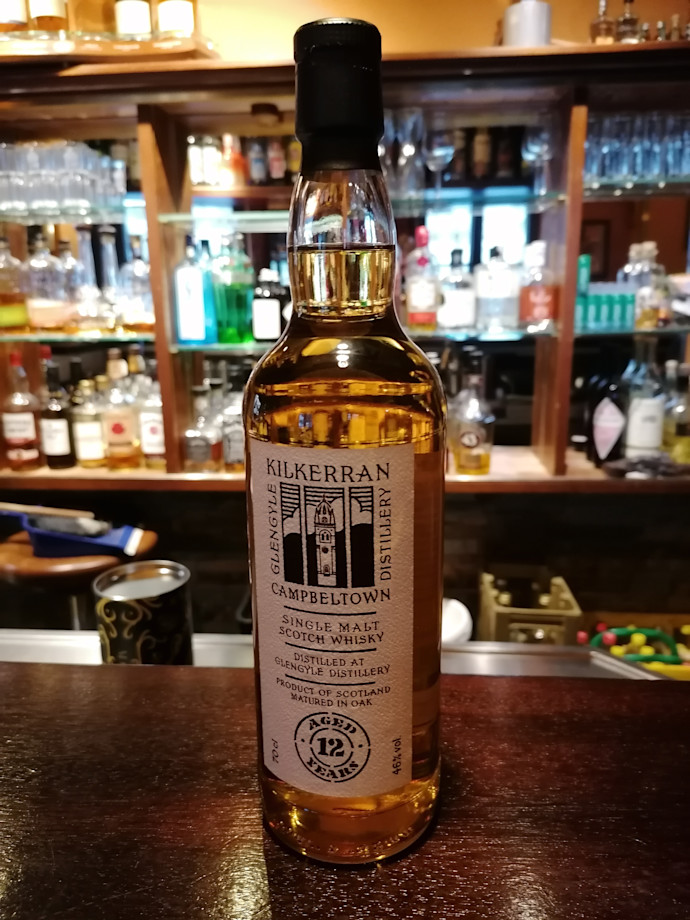 KILKERRAN
GLENGYLE
DISTILLERY
CAMPBELTOWN
SINGLE MALT
SCOTCH WHISKY
DISTILLED AT
GLENGYLE DISTILLERY
PRODUCT OF SCOTLAND
MATURED IN OAK
AGED
12
YEARS
70cl
46% vol